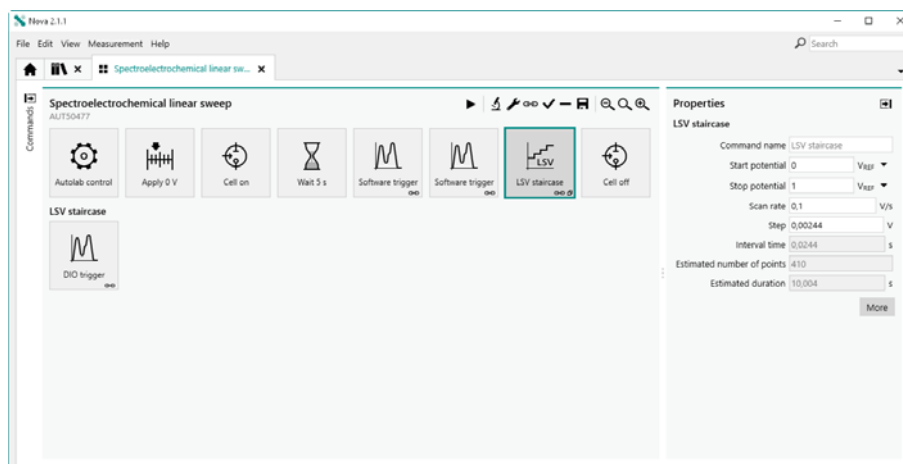 Nova 2.1.1
File Edit View Measurement Help
Search
Spectroelectrochemical linear sw...
Commands
Spectroelectrochemical linear sweep
AUT50477
Autolab control
Apply 0 V
Cell on
Wait 5 s
Software trigger
Software trigger
LSV
LSV staircase
Cell off
LSV staircase
DIO trigger
Properties
LSV staircase
Command name LSV staircase
Start potential 0 VREF
Stop potential 1 VREF
Scan rate 0,1 V/s
Step 0,00244 V
Interval time 0,0244 s
Estimated number of points 410
Estimated duration 10,004 s
More